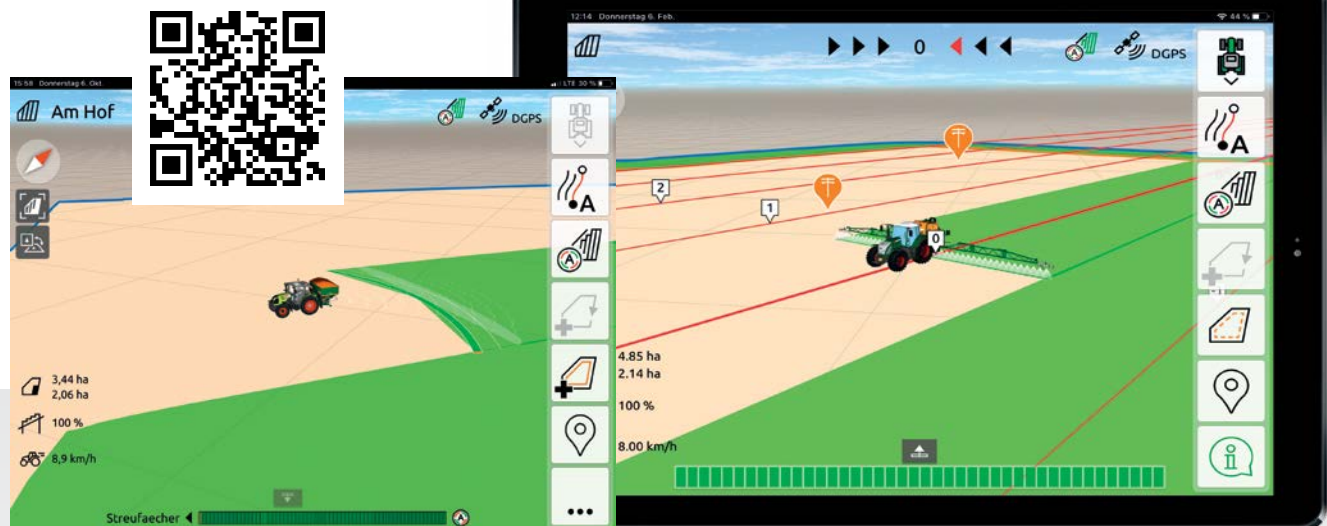 15:58 Donnerstag 6. Okt
LTE 30 %
Am Hof
DGPS
A
A
3,44 ha
2,06 ha
100 %
8,9 km/h
Streufaecher
A
12:14 Donnerstag 6. Feb.
44 %
0
A
DGPS
A
A
2
1
0
4.85 ha
2.14 ha
100 %
8.00 km/h
i